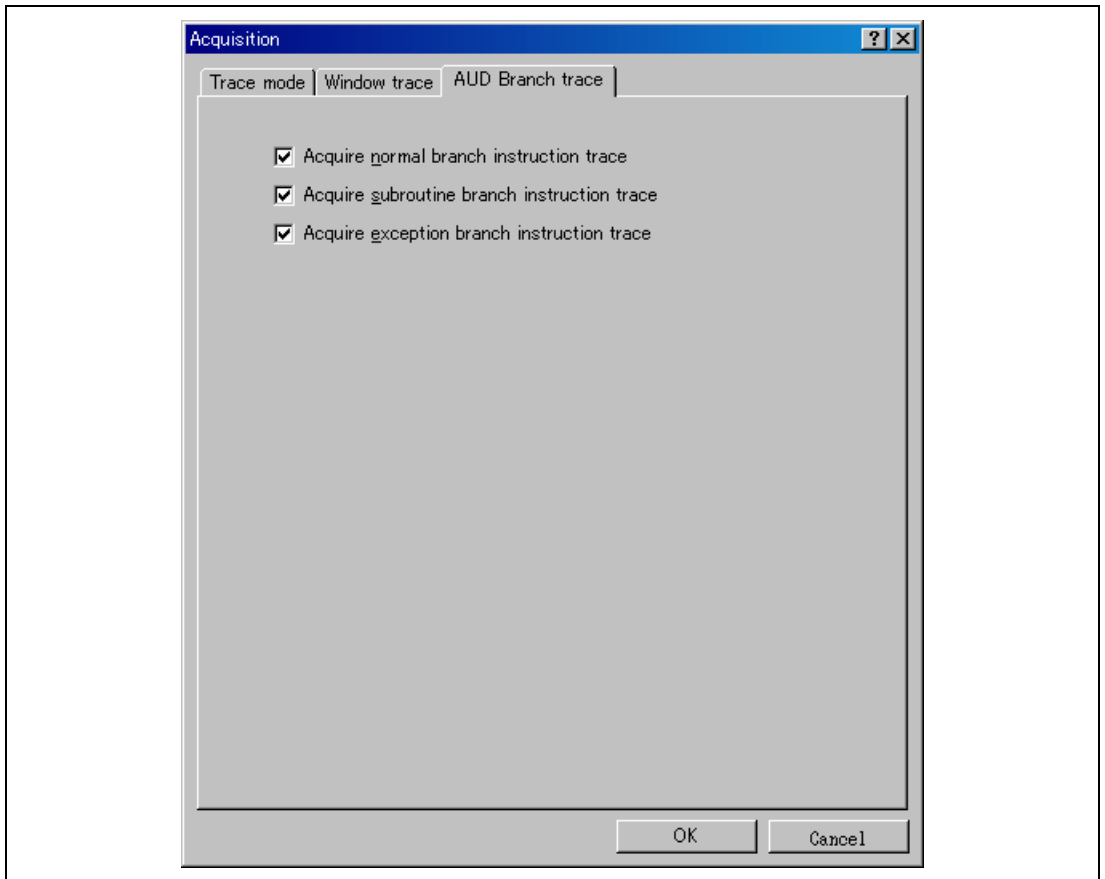 Acquisition
Trace mode Window trace AUD Branch trace
Acquire normal branch instruction trace
Acquire subroutine branch instruction trace
Acquire exception branch instruction trace
OK Cancel